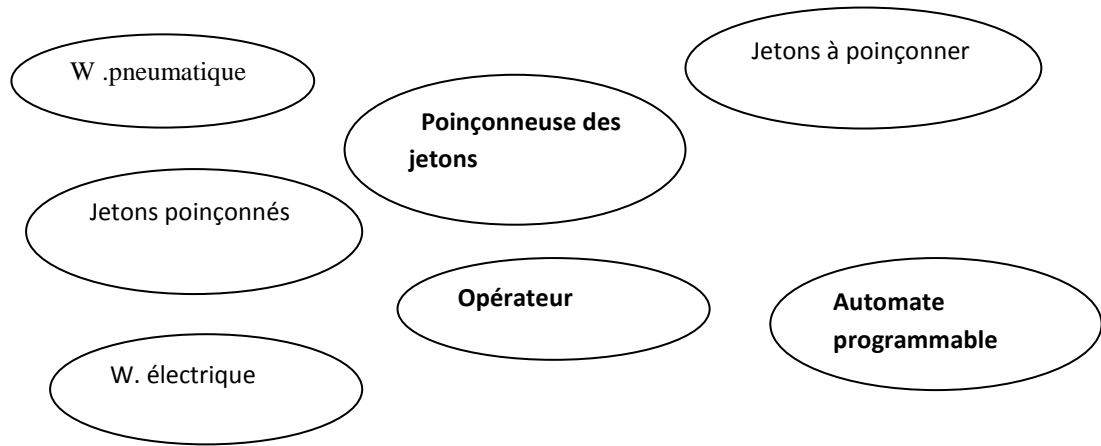 W .pneumatique
Jetons à poinçonner
Poinçonneuse des
jetons
Jetons poinçonnés
Opérateur
Automate
programmable
W. électrique